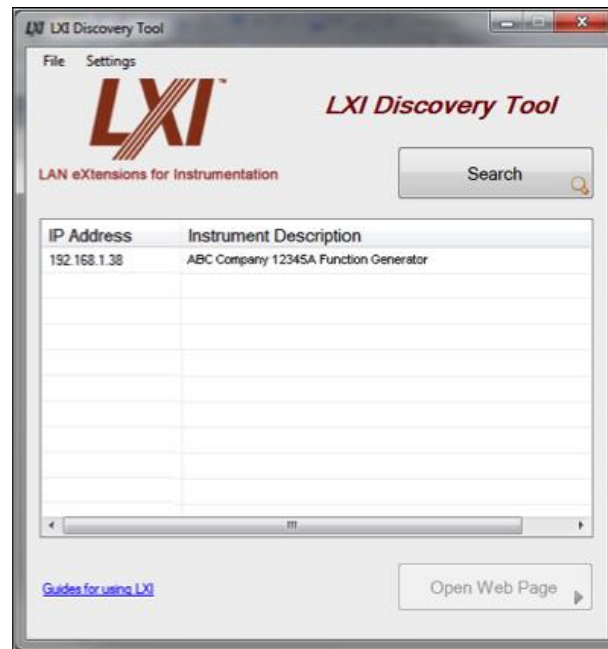 LXI LXI Discovery Tool
File Settings
LXI™
LXI Discovery Tool
LAN eXtensions for Instrumentation
Search
IP Address Instrument Description
192.168.1.38 ABC Company 12345A Function Generator
Guides for using LXI
Open Web Page